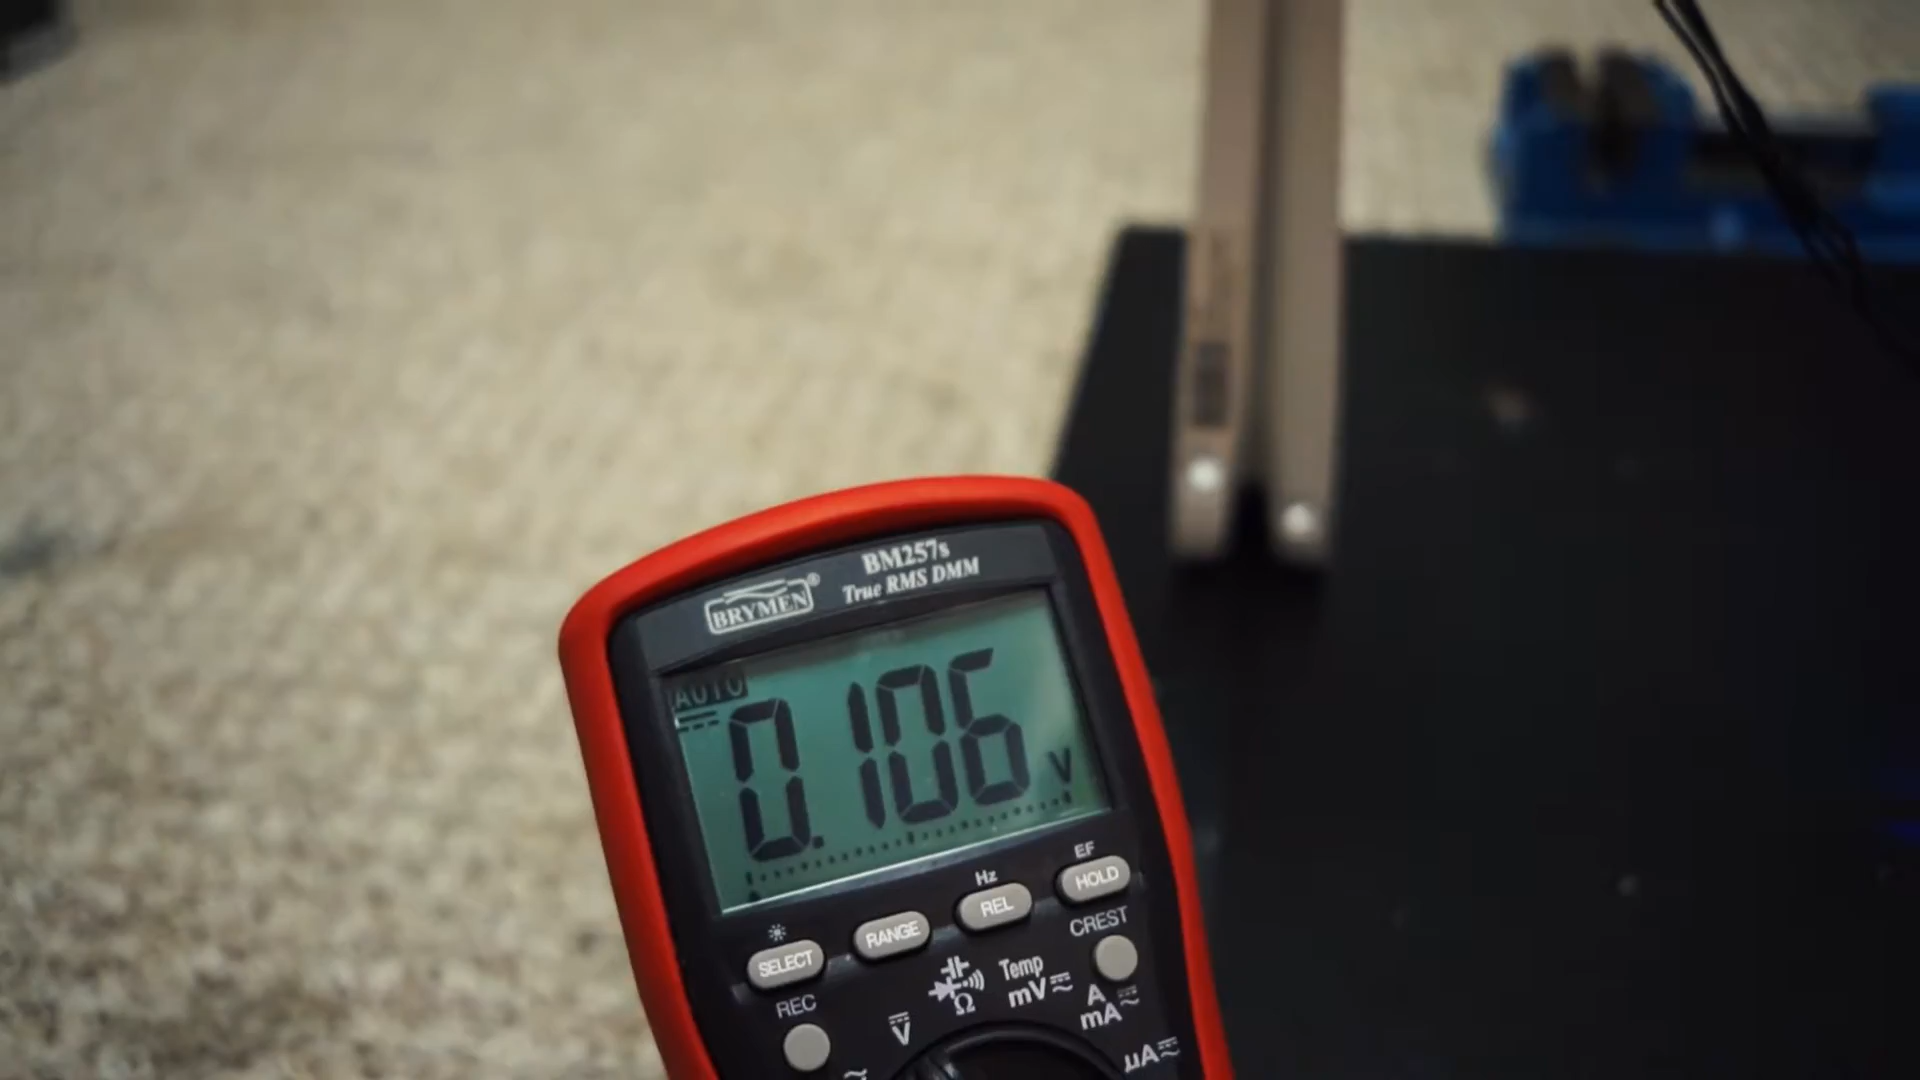 BM257s
BRYMEN®
True RMS DMM
AUTO
0.106 V
EF
Hz
HOLD
REL
RANGE
SELECT
CREST
REC
Temp
mV
Ω
V
A
mA
µA